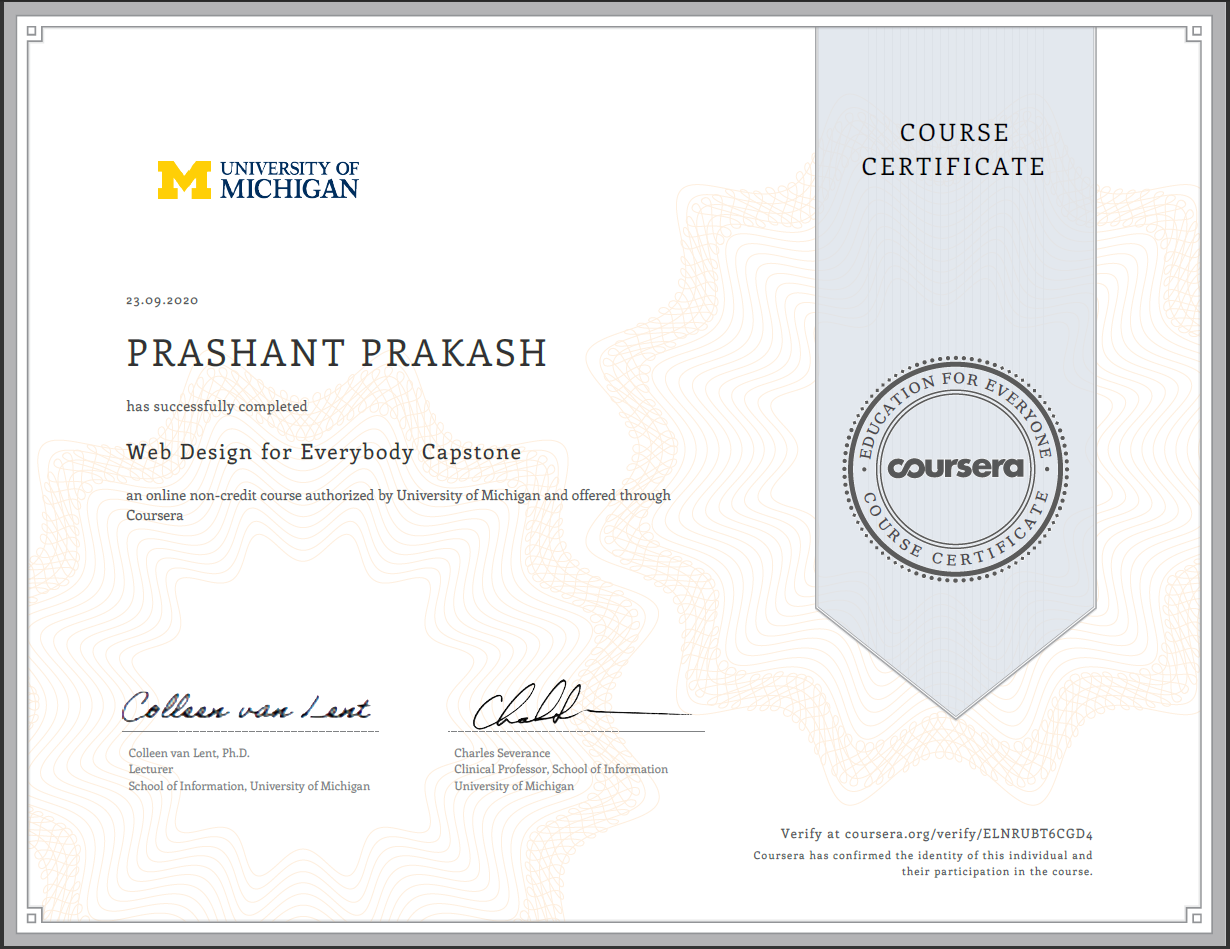 UNIVERSITY OF
MICHIGAN
COURSE
CERTIFICATE
23.09.2020
PRASHANT PRAKASH
has successfully completed
Web Design for Everybody Capstone
an online non-credit course authorized by University of Michigan and offered through
Coursera
EDUCATION FOR EVERYONE
coursera
COURSE CERTIFICATE
Colleen van Lent
Colleen van Lent, Ph.D.
Lecturer
School of Information, University of Michigan
Charles Severance
Clinical Professor, School of Information
University of Michigan
Verify at coursera.org/verify/ELNRUBT6CGD4
Coursera has confirmed the identity of this individual and
their participation in the course.